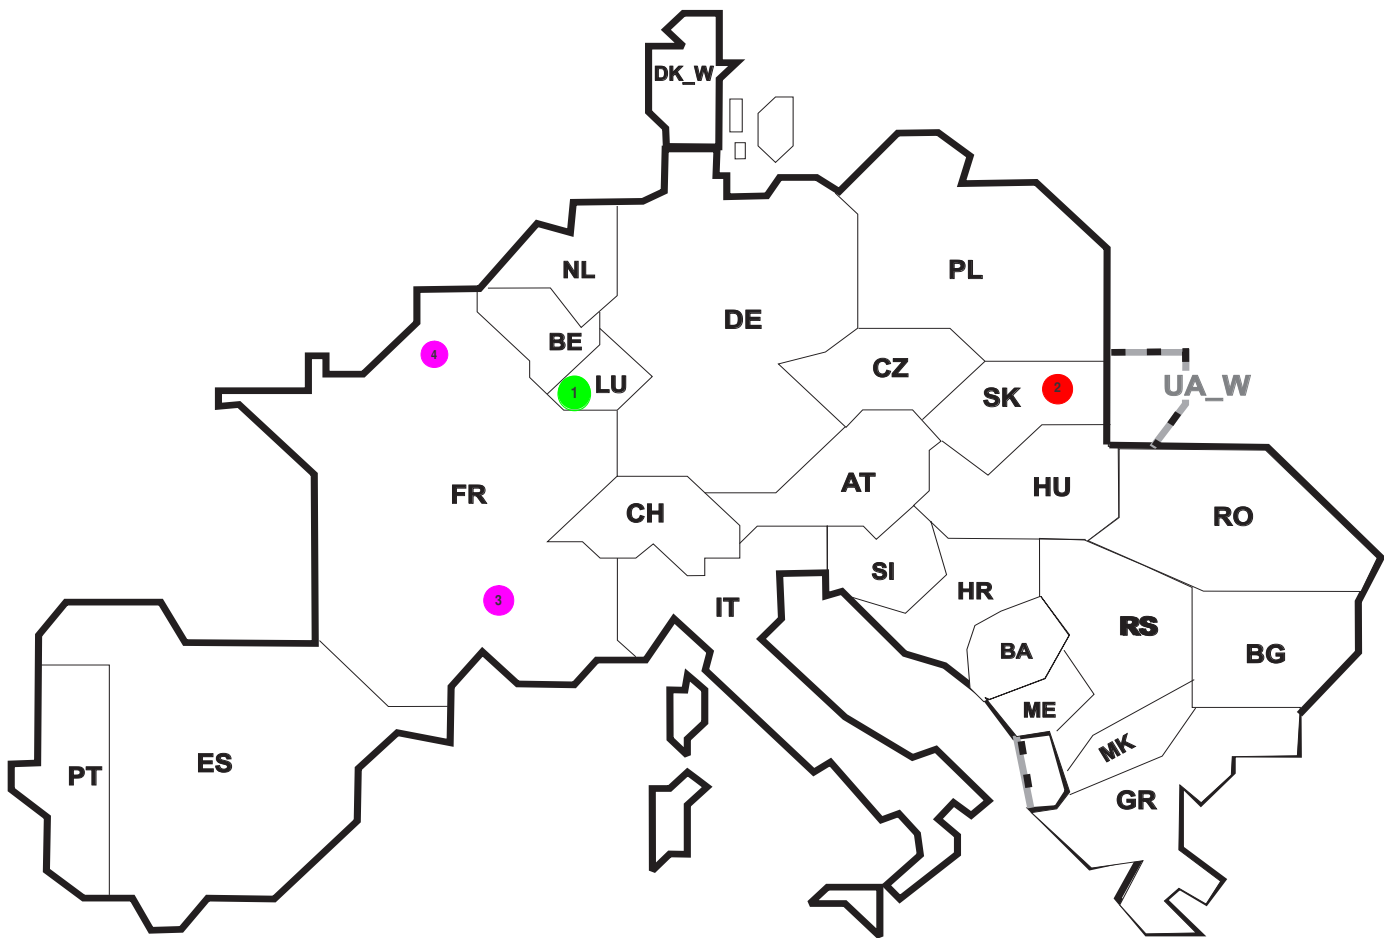 DK_W
NL
PL
DE
BE
4
CZ
LU
1
SK
2
UA_W
AT
HU
FR
CH
RO
SI
HR
3
IT
RS
BA
BG
ME
MK
ES
PT
GR